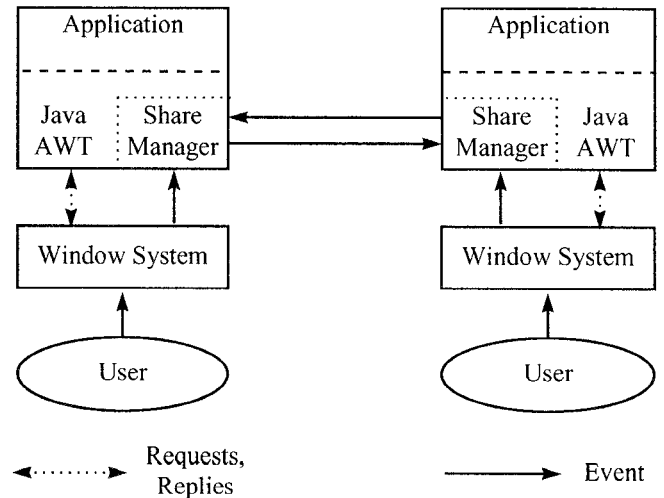 Application
Java
AWT
Share
Manager
Window System
User
Application
Share
Manager
Java
AWT
Window System
User
Requests,
Replies
Event